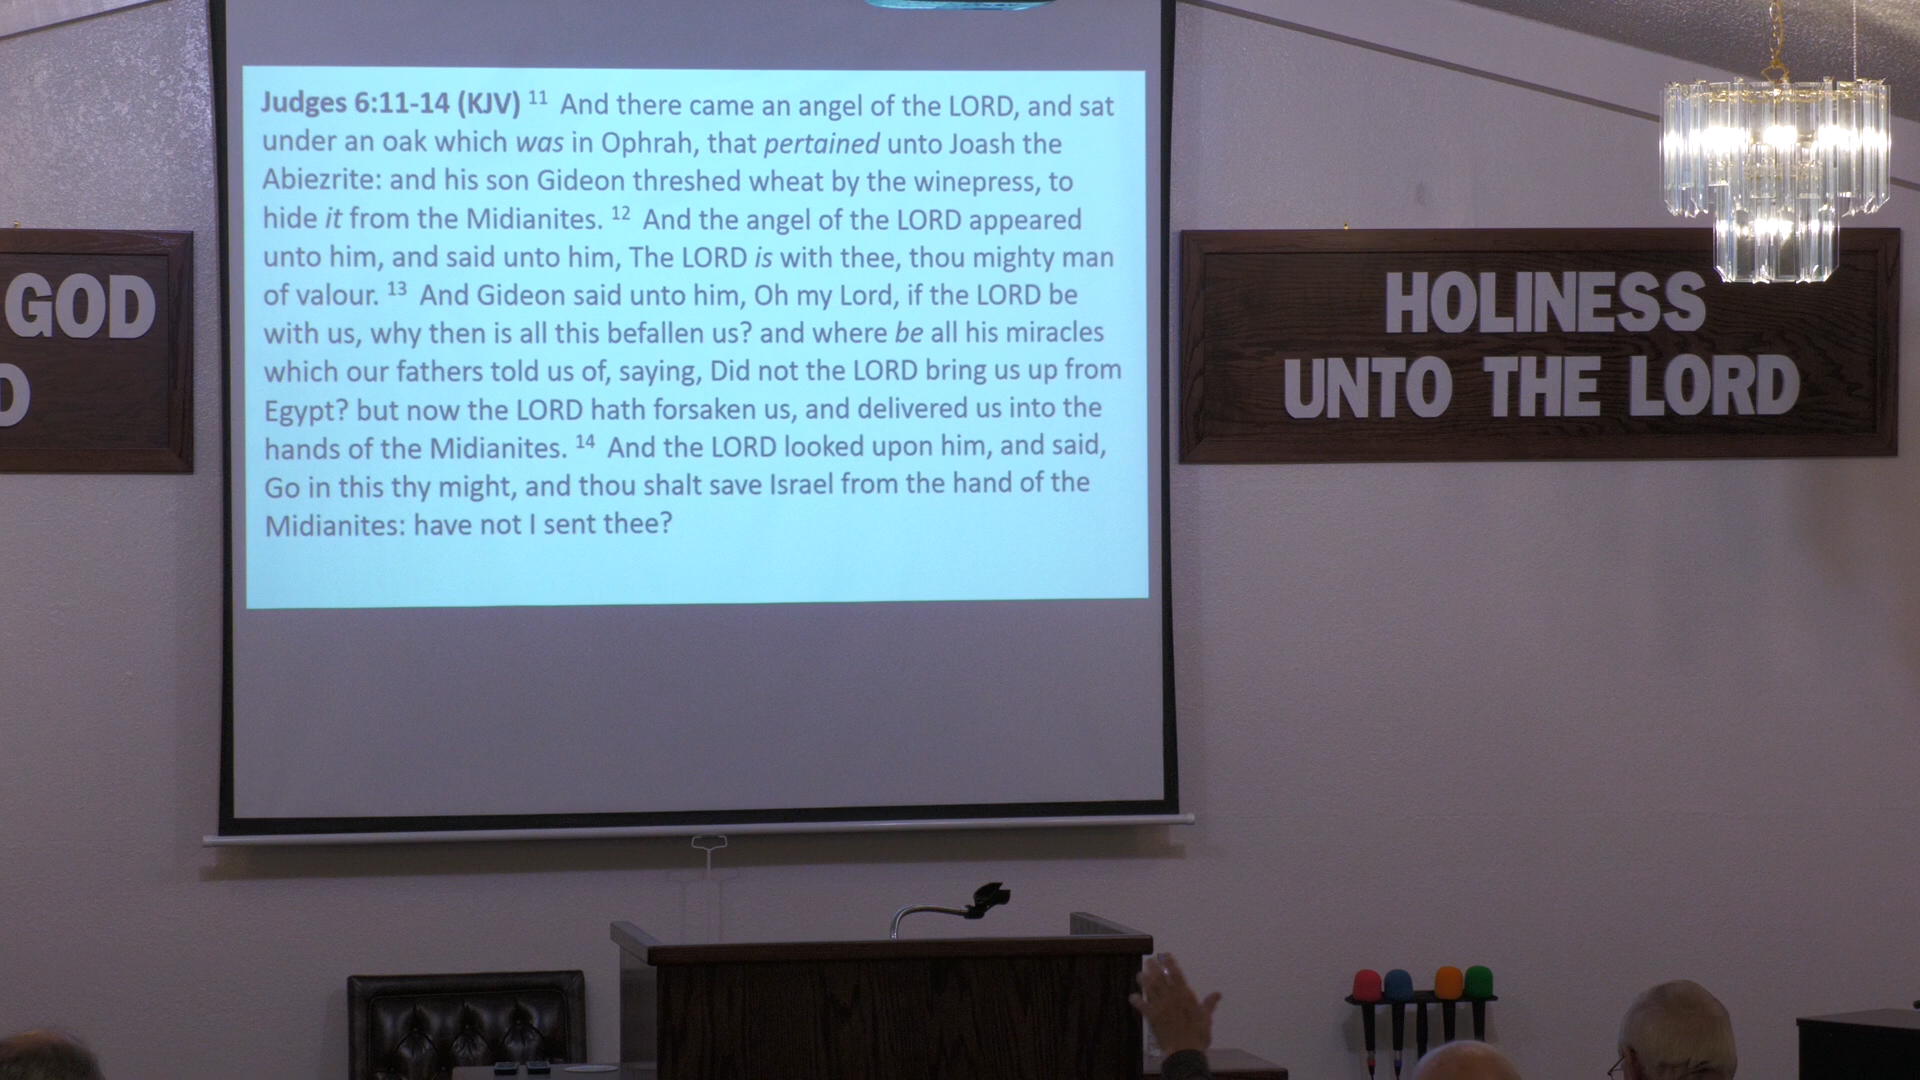 Judges 6:11-14 (KJV) 11 And there came an angel of the LORD, and sat
under an oak which was in Ophrah, that pertained unto Joash the
Abiezrite: and his son Gideon threshed wheat by the winepress, to
hide it from the Midianites. 12 And the angel of the LORD appeared
unto him, and said unto him, The LORD is with thee, thou mighty man
of valour. 13 And Gideon said unto him, Oh my Lord, if the LORD be
with us, why then is all this befallen us? and where be all his miracles
which our fathers told us of, saying, Did not the LORD bring us up from
Egypt? but now the LORD hath forsaken us, and delivered us into the
hands of the Midianites. 14 And the LORD looked upon him, and said,
Go in this thy might, and thou shalt save Israel from the hand of the
Midianites: have not I sent thee?
GOD
D
HOLINESS
UNTO THE LORD